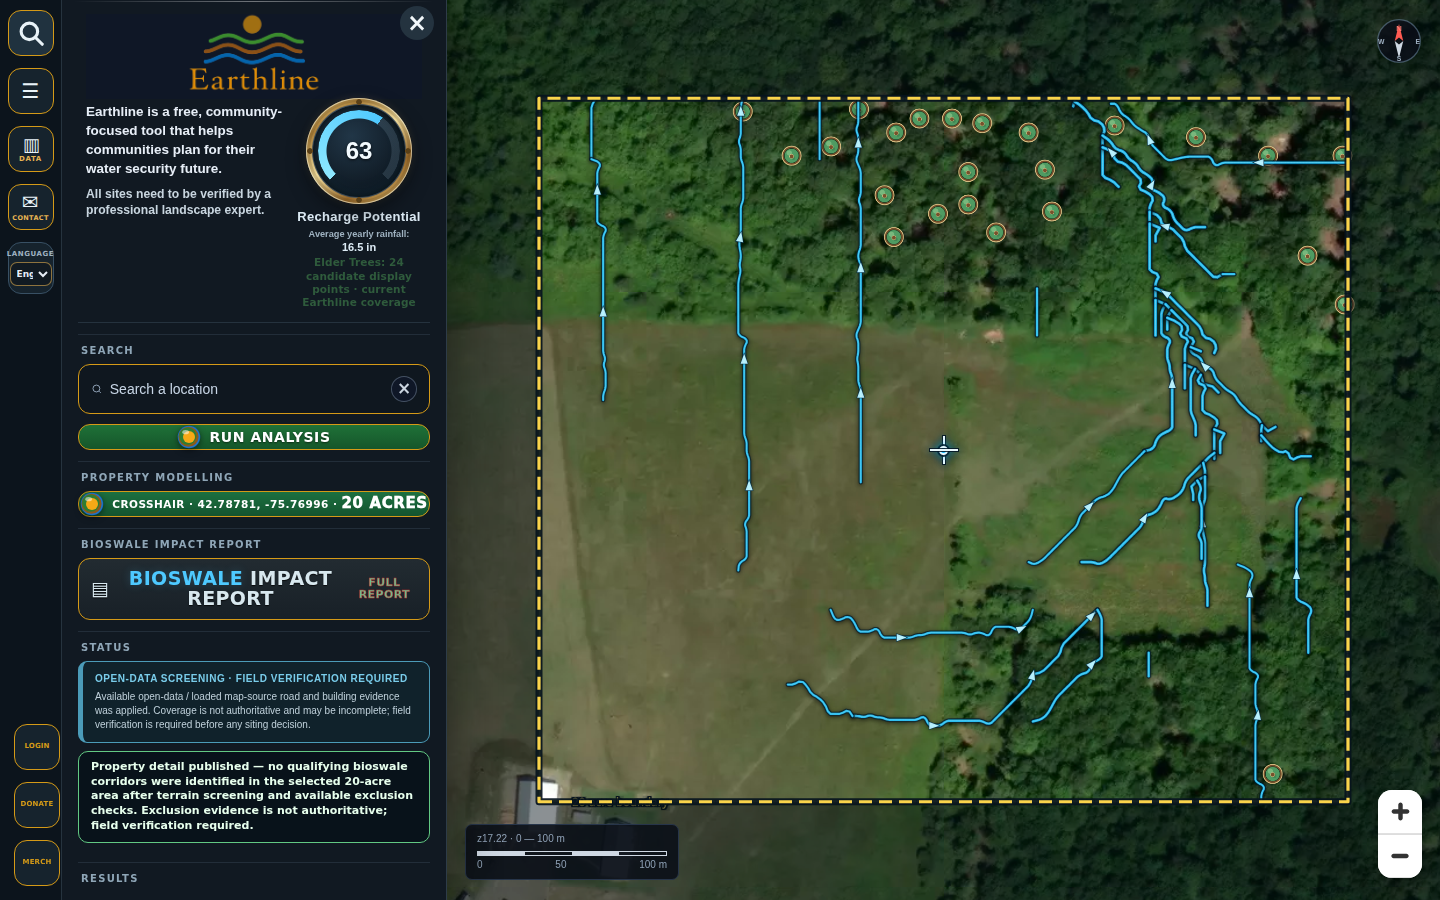 Earthline
Earthline is a free, community-
focused tool that helps
communities plan for their
water security future.
All sites need to be verified by a
professional landscape expert.
63
Recharge Potential
Average yearly rainfall:
16.5 in
Elder Trees: 24
candidate display
points · current
Earthline coverage
DATA
CONTACT
LANGUAGE
Eng
SEARCH
Search a location
RUN ANALYSIS
PROPERTY MODELLING
CROSSHAIR · 42.78781, -75.76996 · 20 ACRES
BIOSWALE IMPACT REPORT
BIOSWALE IMPACT
REPORT
FULL
REPORT
STATUS
OPEN-DATA SCREENING · FIELD VERIFICATION REQUIRED
Available open-data / loaded map-source road and building evidence
was applied. Coverage is not authoritative and may be incomplete; field
verification is required before any siting decision.
Property detail published — no qualifying bioswale
corridors were identified in the selected 20-acre
area after terrain screening and available exclusion
checks. Exclusion evidence is not authoritative;
field verification required.
RESULTS
LOGIN
DONATE
MERCH
W
E
S
z17.22 · 0 — 100 m
0 50 100 m